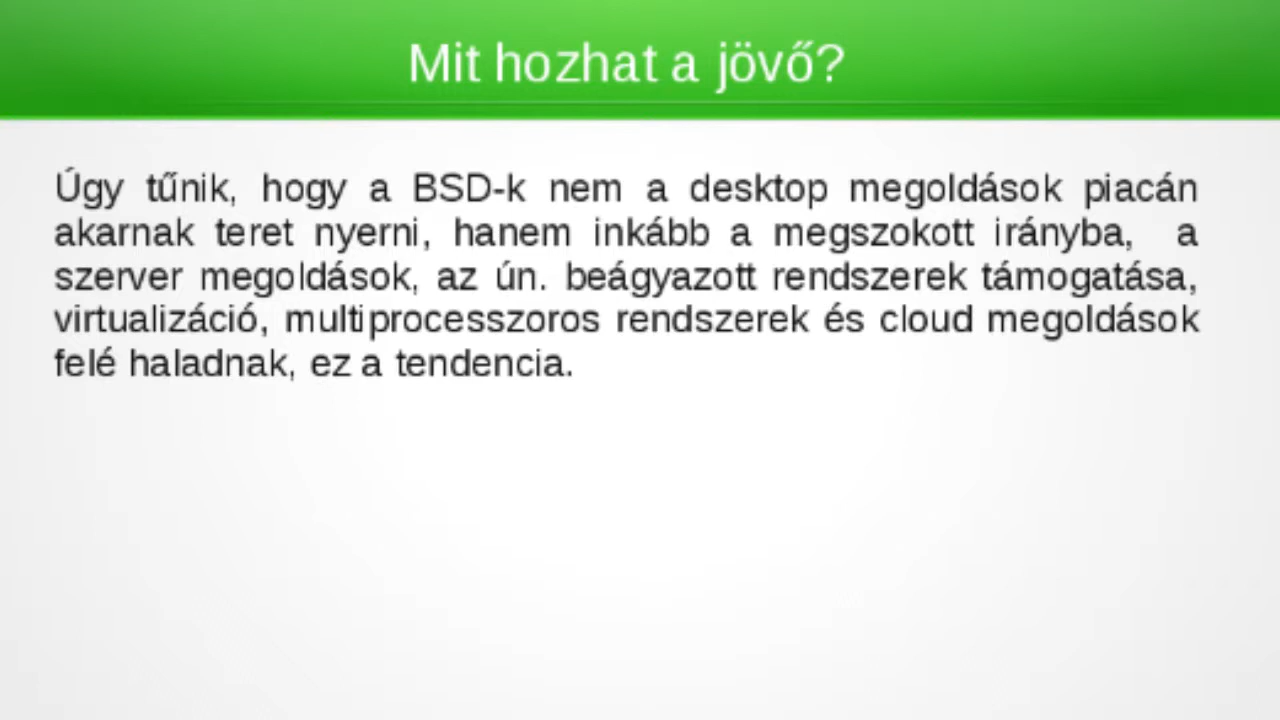 Mit hozhat a jövő?
Úgy tűnik, hogy a BSD-k nem a desktop megoldások piacán
akarnak teret nyerni, hanem inkább a megszokott irányba, a
szerver megoldások, az ún. beágyazott rendszerek támogatása,
virtualizáció, multiprocesszoros rendszerek és cloud megoldások
felé haladnak, ez a tendencia.